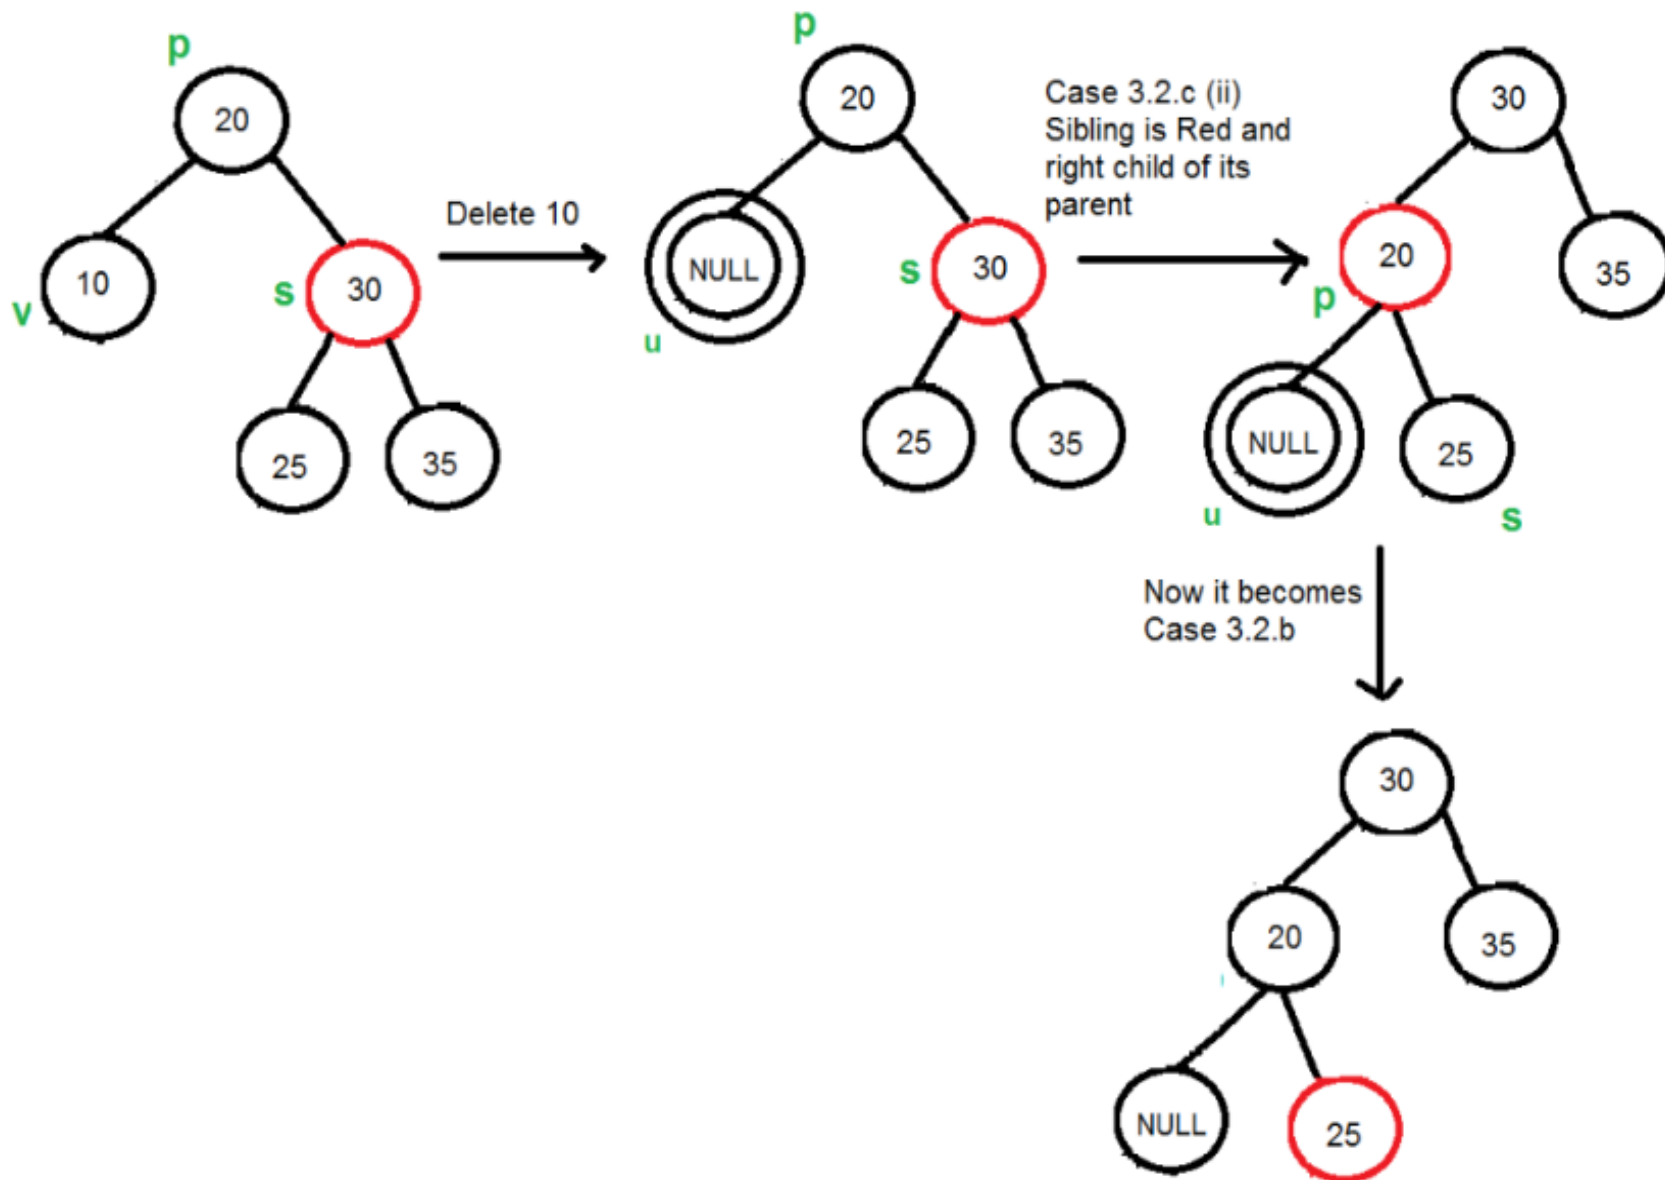 p
20
10
v
s
30
25
35
Delete 10
p
20
NULL
u
s
30
25
35
Case 3.2.c (ii)
Sibling is Red and
right child of its
parent
30
20
35
p
NULL
25
u
s
Now it becomes
Case 3.2.b
30
20
35
NULL
25